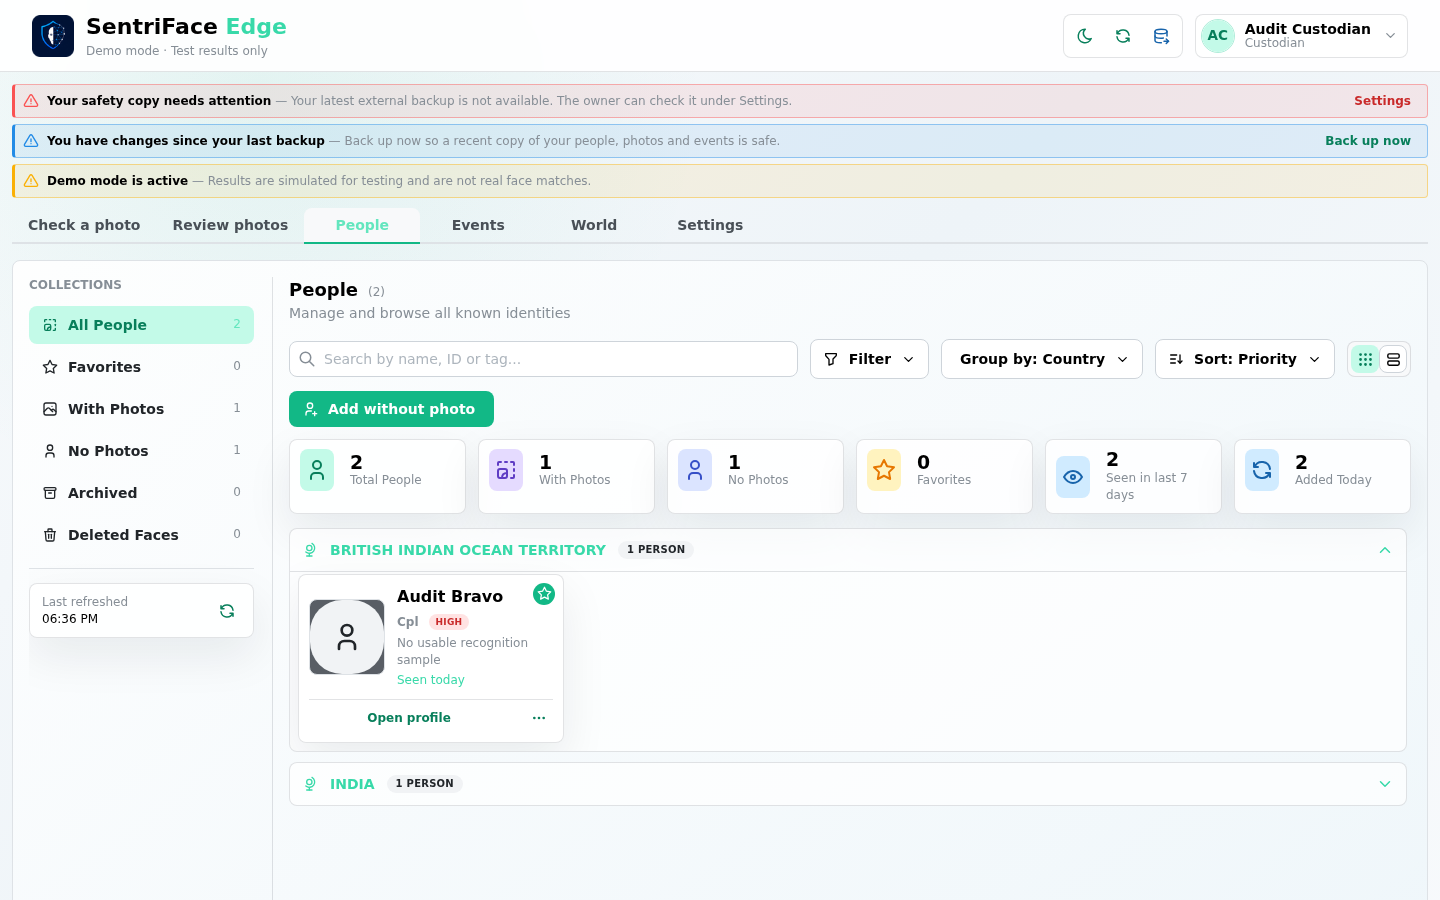 SentriFace Edge
Demo mode · Test results only
AC
Audit Custodian
Custodian
Your safety copy needs attention — Your latest external backup is not available. The owner can check it under Settings.
Settings
You have changes since your last backup — Back up now so a recent copy of your people, photos and events is safe.
Back up now
Demo mode is active — Results are simulated for testing and are not real face matches.
Check a photo
Review photos
People
Events
World
Settings
COLLECTIONS
All People 2
Favorites 0
With Photos 1
No Photos 1
Archived 0
Deleted Faces 0
Last refreshed
06:36 PM
People (2)
Manage and browse all known identities
Search by name, ID or tag...
Filter
Group by: Country
Sort: Priority
Add without photo
2
Total People
1
With Photos
1
No Photos
0
Favorites
2
Seen in last 7
days
2
Added Today
BRITISH INDIAN OCEAN TERRITORY 1 PERSON
Audit Bravo
Cpl HIGH
No usable recognition
sample
Seen today
Open profile
INDIA 1 PERSON